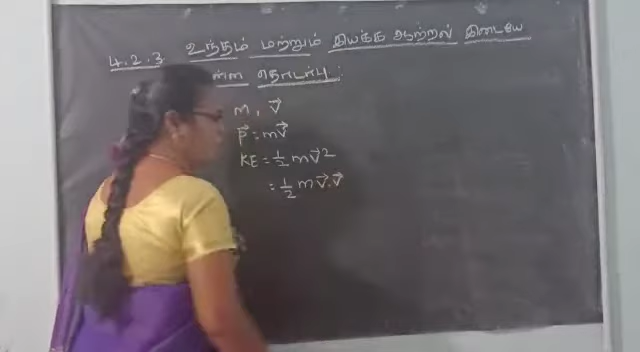 4.2.3 உந்தம் மற்றும் இயக்க ஆற்றல் இடையே
ள்ள தொடர்பு:
m, v⃗
p⃗ = mv⃗
KE = ½ mv⃗²
= ½ m v⃗.v⃗